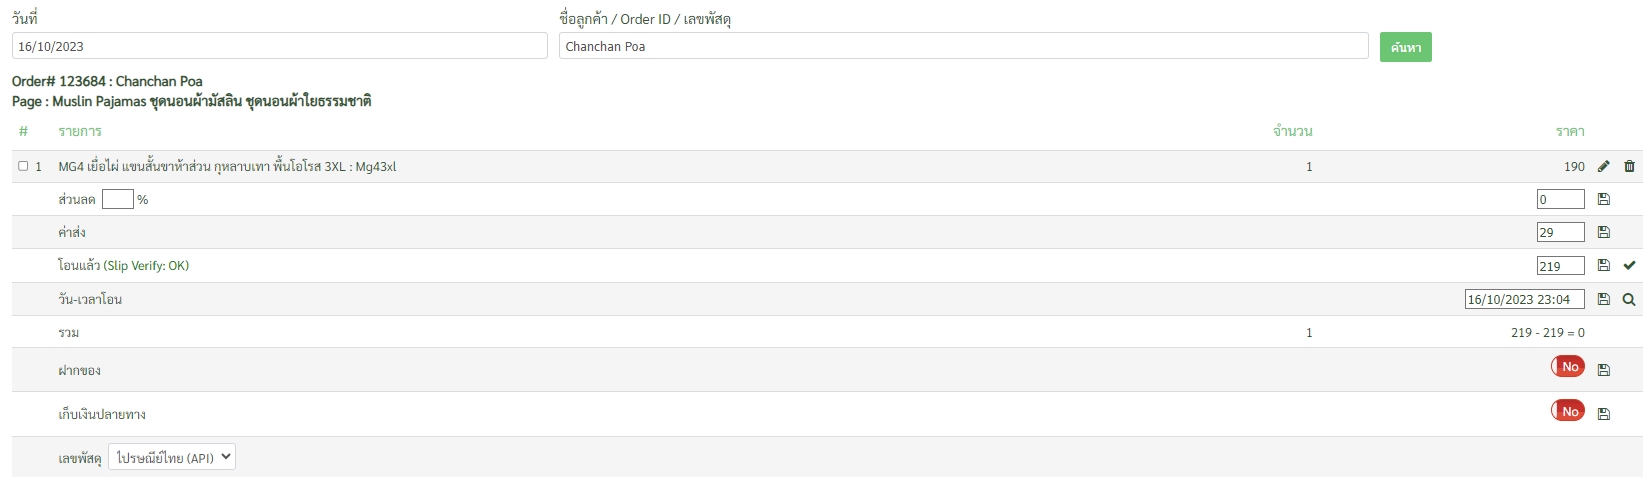 วันที่ ชื่อลูกค้า / Order ID / เลขพัสดุ
16/10/2023 Chanchan Poa ค้นหา
Order# 123684 : Chanchan Poa
Page : Muslin Pajamas ชุดนอนผ้ามัสลิน ชุดนอนผ้าใยธรรมชาติ
# รายการ จำนวน ราคา
1 MG4 เยื่อไผ่ แขนสั้นขาห้าส่วน กุหลาบเทา พื้นโอโรส 3XL : Mg43xl 1 190
ส่วนลด % 0
ค่าส่ง 29
โอนแล้ว (Slip Verify: OK) 219
วัน-เวลาโอน 16/10/2023 23:04
รวม 1 219 - 219 = 0
ฝากของ No
เก็บเงินปลายทาง No
เลขพัสดุ ไปรษณีย์ไทย (API)